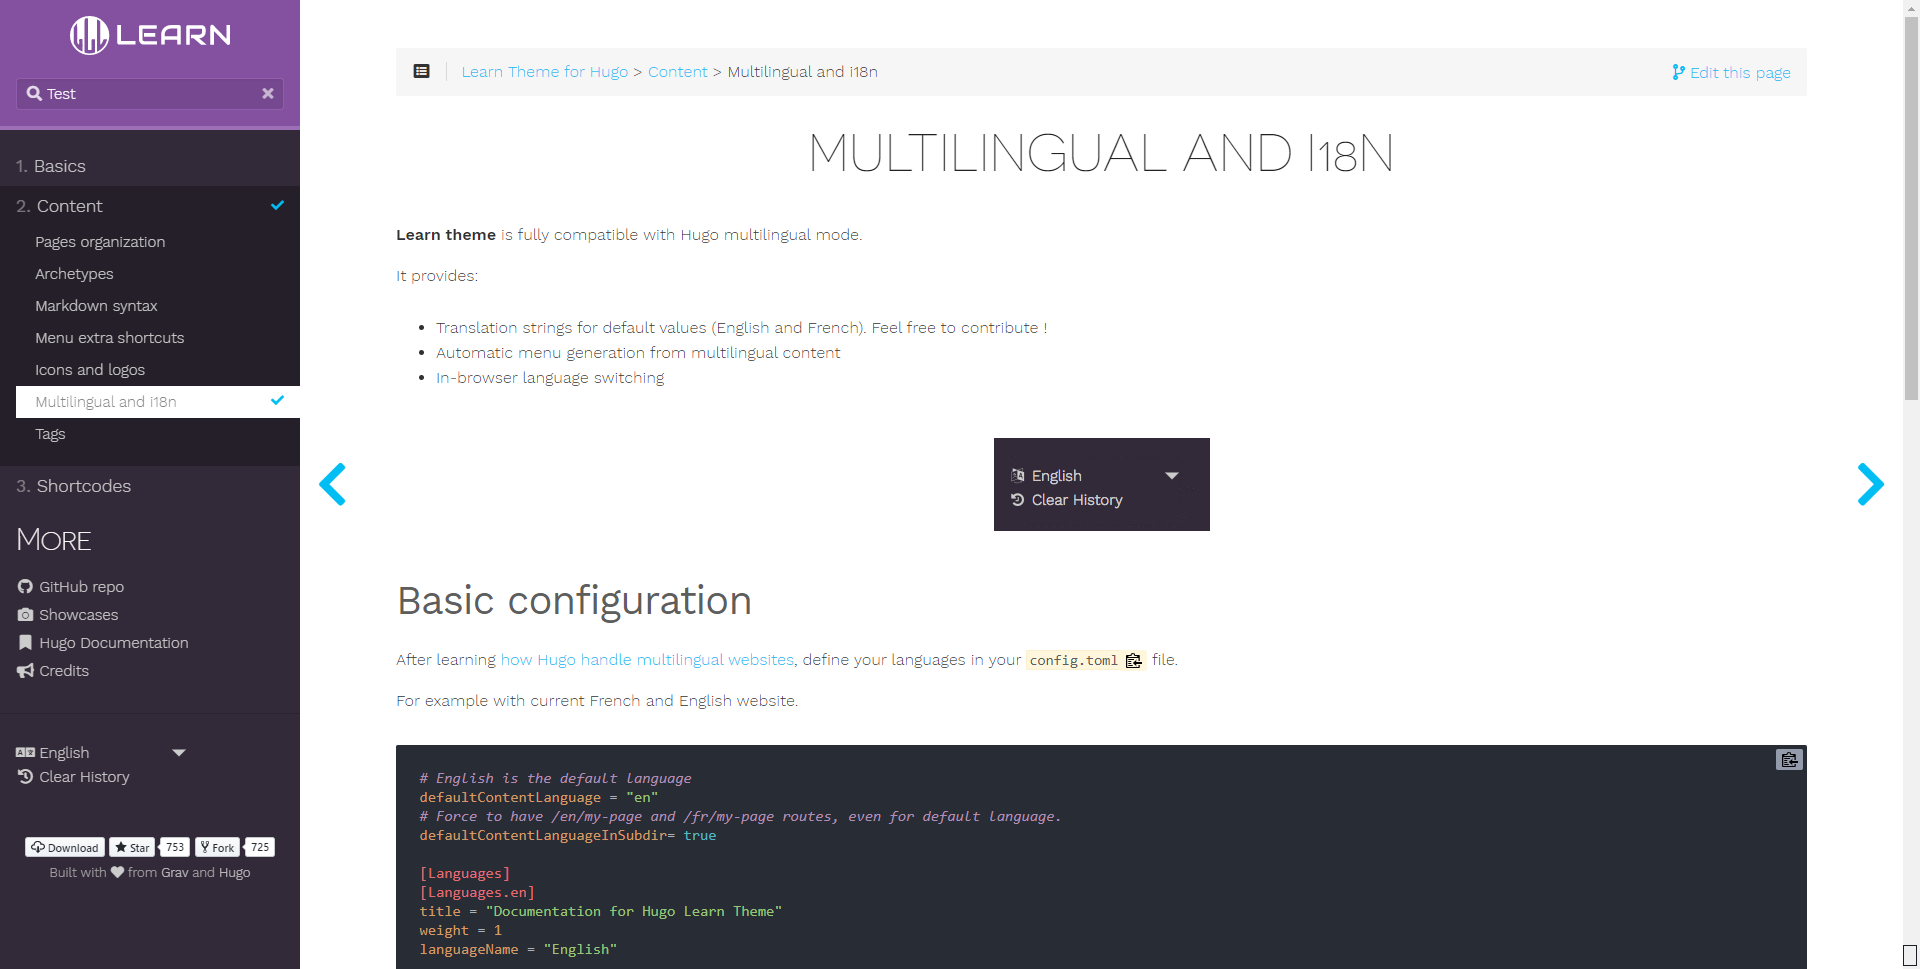 LEARN
Test
1. Basics
2. Content
Pages organization
Archetypes
Markdown syntax
Menu extra shortcuts
Icons and logos
Multilingual and i18n
Tags
3. Shortcodes
MORE
GitHub repo
Showcases
Hugo Documentation
Credits
English
Clear History
Download Star 753 Fork 725
Built with from Grav and Hugo
Learn Theme for Hugo > Content > Multilingual and i18n
Edit this page
MULTILINGUAL AND I18N
Learn theme is fully compatible with Hugo multilingual mode.
It provides:
• Translation strings for default values (English and French). Feel free to contribute !
• Automatic menu generation from multilingual content
• In-browser language switching
English
Clear History
Basic configuration
After learning how Hugo handle multilingual websites, define your languages in your config.toml file.
For example with current French and English website.
# English is the default language
defaultContentLanguage = "en"
# Force to have /en/my-page and /fr/my-page routes, even for default language.
defaultContentLanguageInSubdir= true
[Languages]
[Languages.en]
title = "Documentation for Hugo Learn Theme"
weight = 1
languageName = "English"